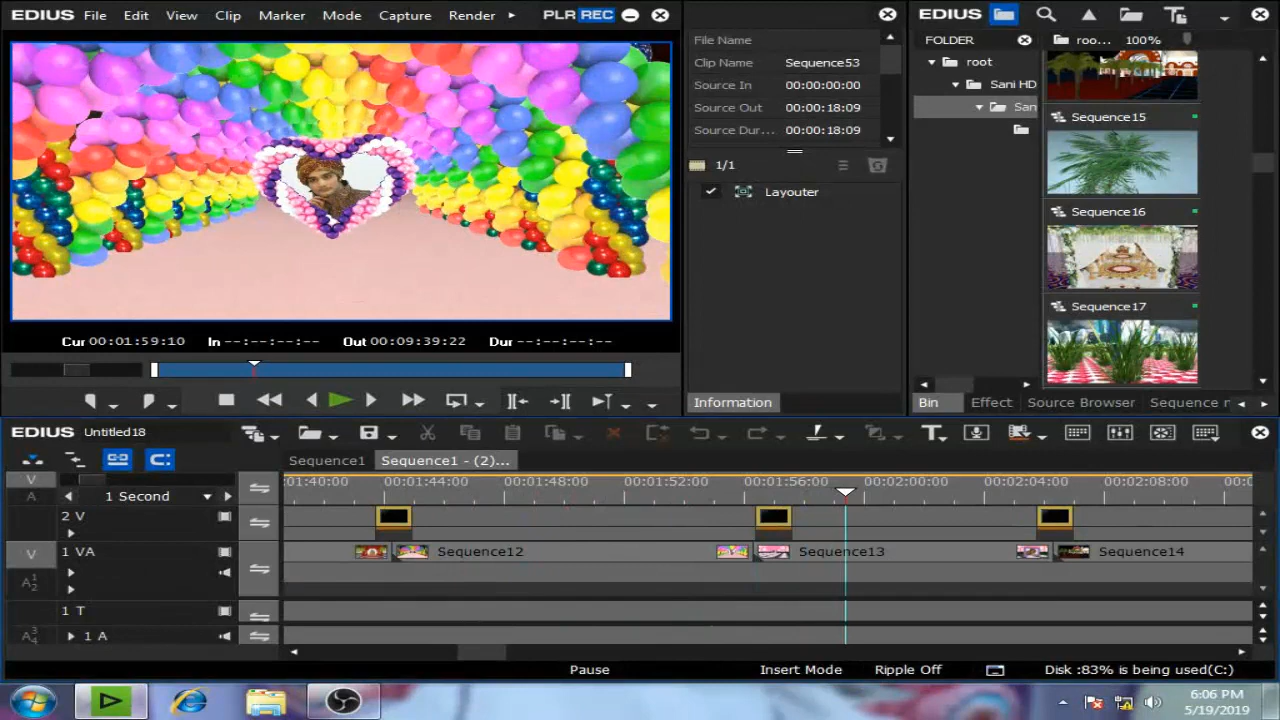 EDIUS File Edit View Clip Marker Mode Capture Render PLR REC
Cur 00:01:59:10 In --:--:--:-- Out 00:09:39:22 Dur --:--:--:--
File Name
Clip Name Sequence53
Source In 00:00:00:00
Source Out 00:00:18:09
Source Dur... 00:00:18:09
1/1
Layouter
Information
EDIUS
FOLDER
root
Sani HD
San
roo... 100%
Sequence15
Sequence16
Sequence17
Bin Effect Source Browser Sequence
EDIUS Untitled18
Sequence1 Sequence1 - (2)...
V
A
1 Second
:01:40:00 00:01:44:00 00:01:48:00 00:01:52:00 00:01:56:00 00:02:00:00 00:02:04:00 00:02:08:00
2 V
V 1 VA Sequence12 Sequence13 Sequence14
A 1 2
1 T
A 3 4 1 A
Pause Insert Mode Ripple Off Disk :83% is being used(C:)
6:06 PM
5/19/2019